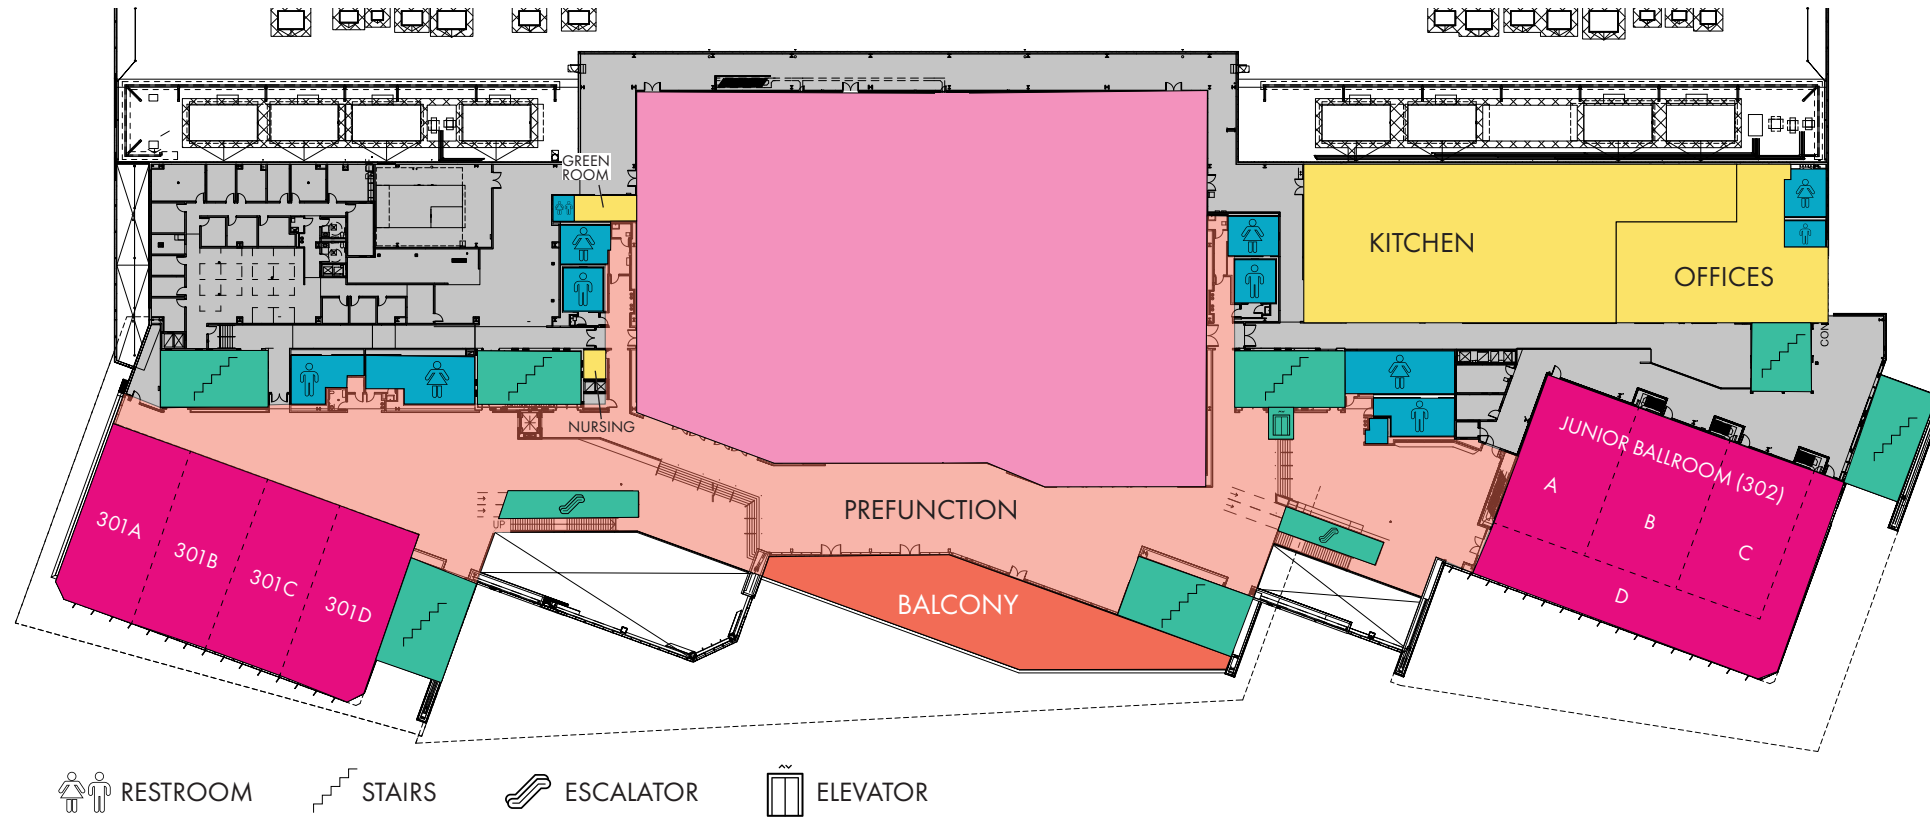 GREEN
ROOM
KITCHEN
OFFICES
CON
NURSING
JUNIOR BALLROOM (302)
A
B
C
D
PREFUNCTION
UP
301A
301B
301C
301D
BALCONY
RESTROOM
STAIRS
ESCALATOR
ELEVATOR